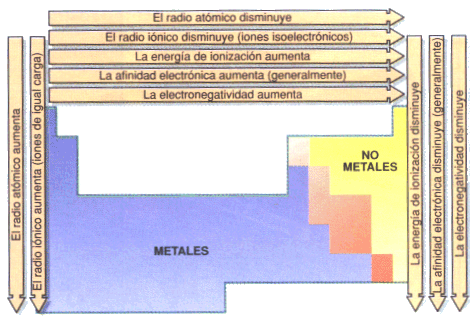 El radio atómico disminuye
El radio iónico disminuye (iones isoelectrónicos)
La energía de ionización aumenta
La afinidad electrónica aumenta (generalmente)
La electronegatividad aumenta
El radio atómico aumenta
El radio iónico aumenta (iones de igual carga)
NO
METALES
METALES
La energía de ionización disminuye
La afinidad electrónica disminuye (generalmente)
La electronegatividad disminuye